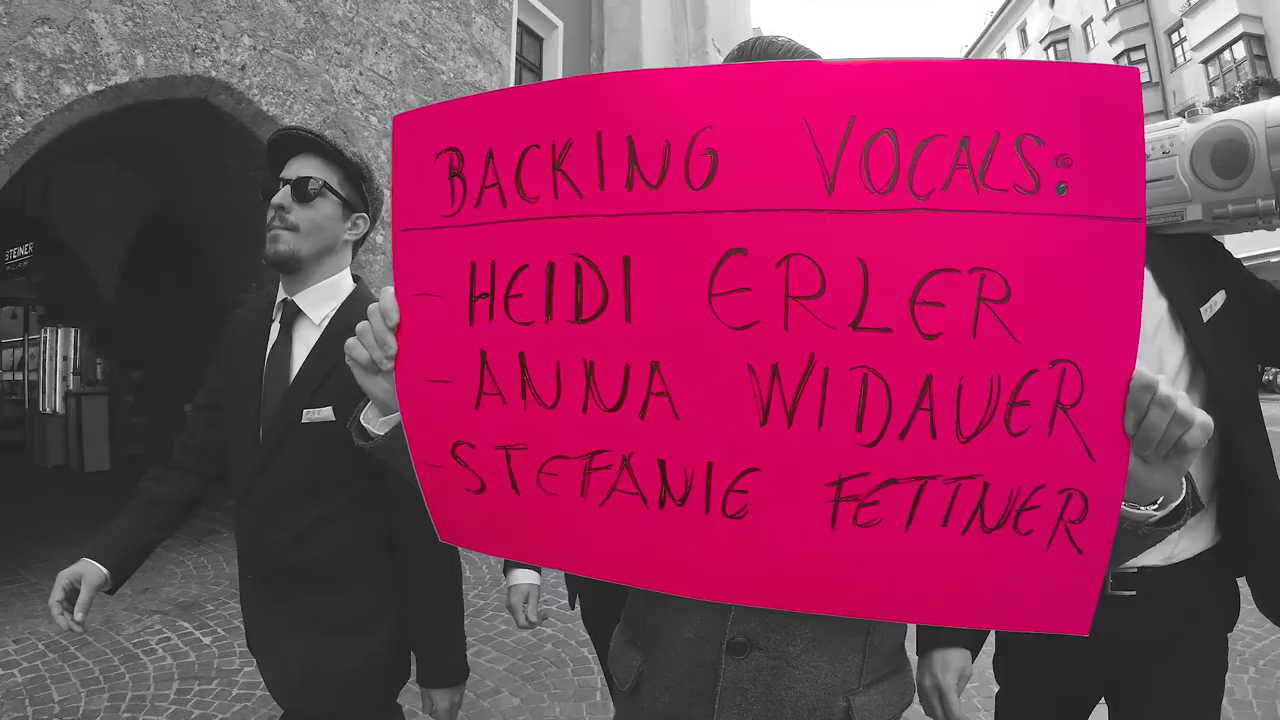 BACKING VOCALS:
- HEIDI ERLER
- ANNA WIDAUER
- STEFANIE FETTNER
STEINER